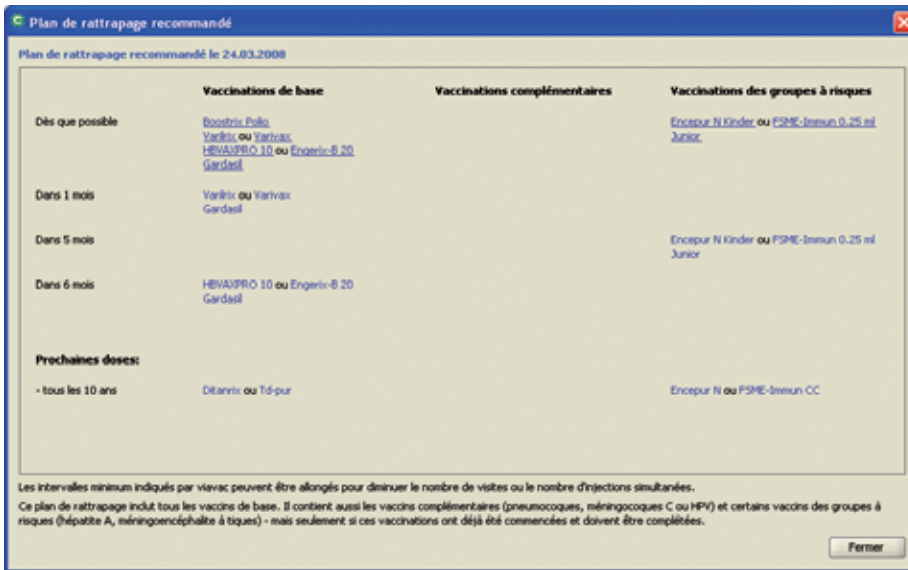 Plan de rattrapage recommandé
Plan de rattrapage recommandé le 24.03.2008
Vaccinations de base Vaccinations complémentaires Vaccinations des groupes à risques
Dès que possible Boostrix Polio Encepur N Kinder ou FSME-Immun 0.25 ml
Varilrix ou Varivax Junior
HBVAXPRO 10 ou Engerix-B 20
Gardasil
Dans 1 mois Varilrix ou Varivax
Gardasil
Dans 5 mois Encepur N Kinder ou FSME-Immun 0.25 ml
Junior
Dans 6 mois HBVAXPRO 10 ou Engerix-B 20
Gardasil
Prochaines doses:
- tous les 10 ans Ditanrix ou Td-pur Encepur N ou FSME-Immun CC
Les intervalles minimum indiqués par viavac peuvent être allongés pour diminuer le nombre de visites ou le nombre d'injections simultanées.
Ce plan de rattrapage inclut tous les vaccins de base. Il contient aussi les vaccins complémentaires (pneumocoques, méningocoques C ou HPV) et certains vaccins des groupes à
risques (hépatite A, méningoencéphalite à tiques) - mais seulement si ces vaccinations ont déjà été commencées et doivent être complétées.
Fermer